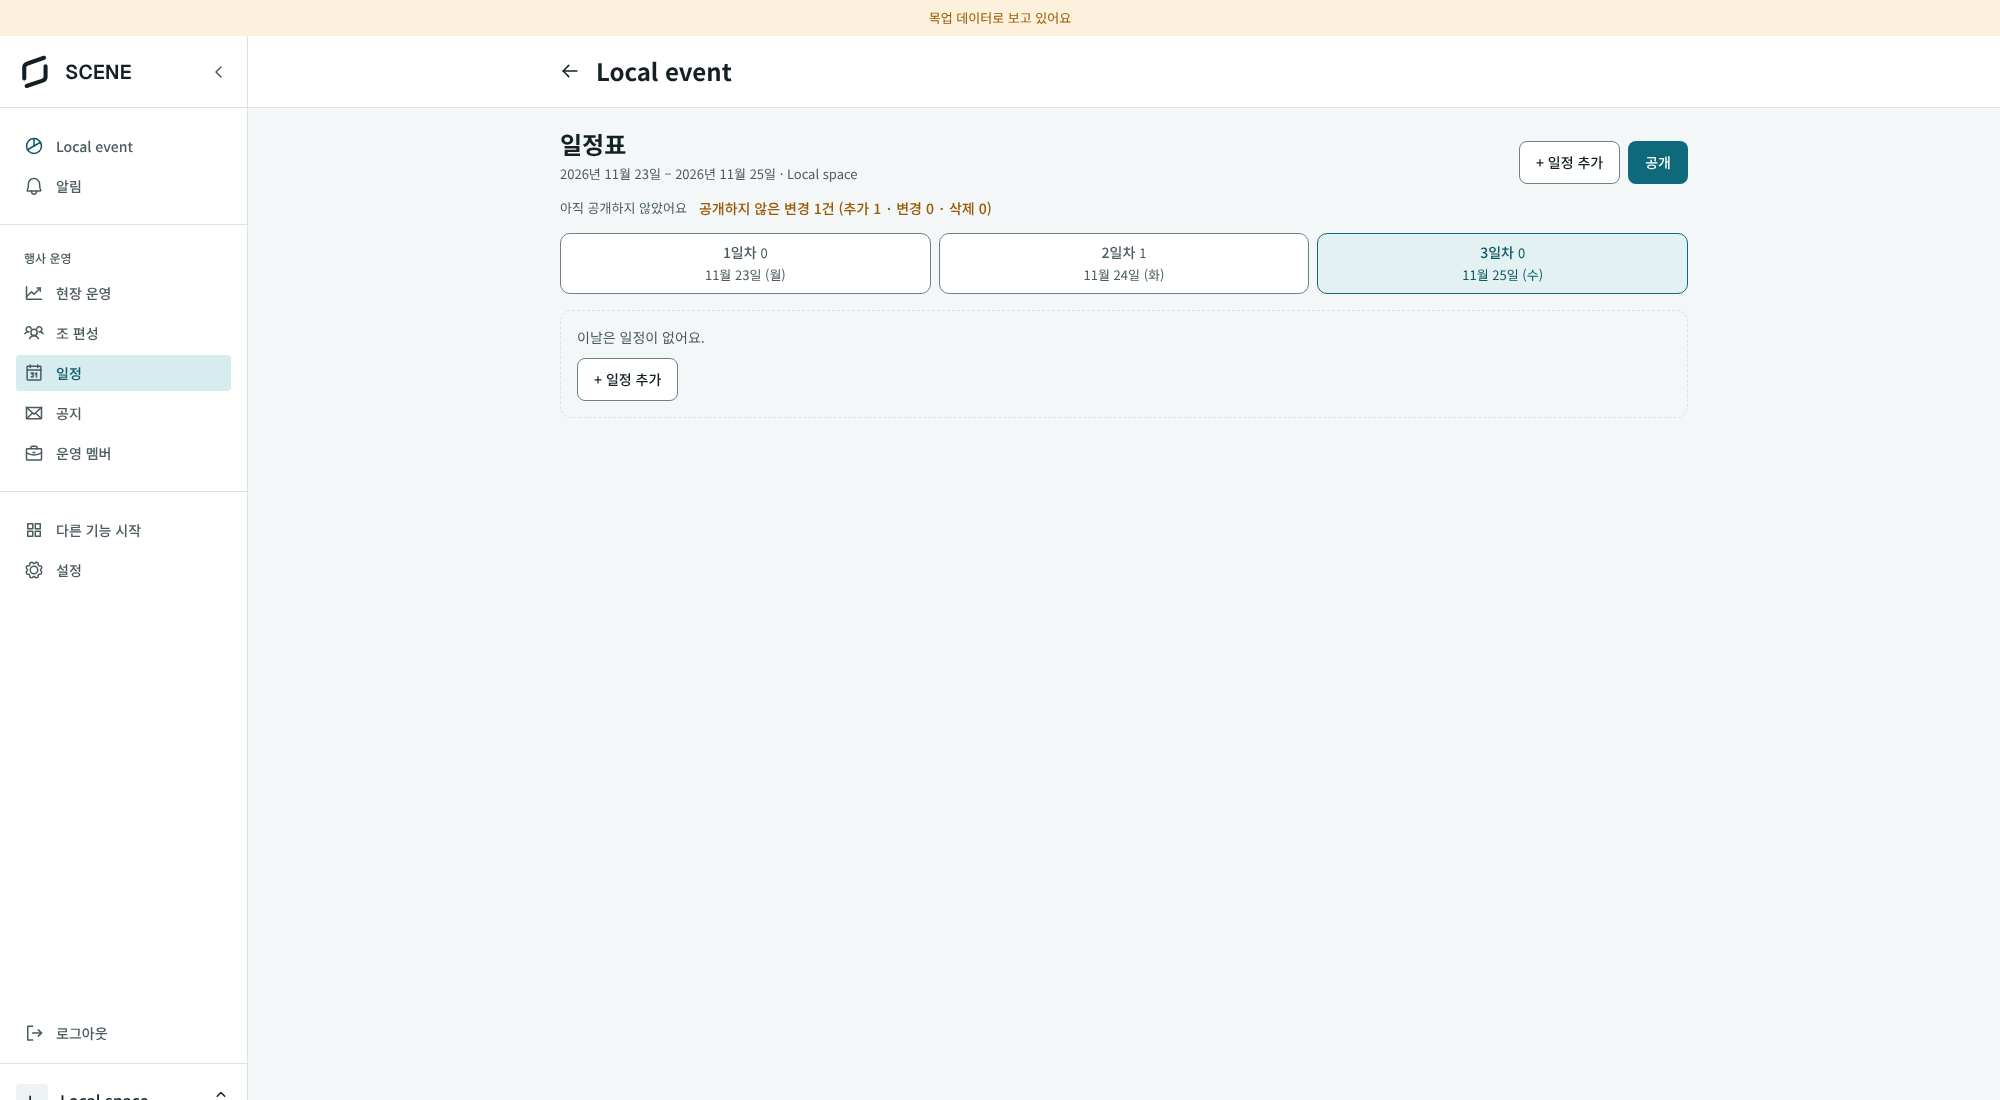 목업 데이터로 보고 있어요
SCENE
Local event
알림
행사 운영
현장 운영
조 편성
31
일정
공지
운영 멤버
다른 기능 시작
설정
로그아웃
Local space
Local event
일정표
2026년 11월 23일 – 2026년 11월 25일 · Local space
+ 일정 추가
공개
아직 공개하지 않았어요 공개하지 않은 변경 1건 (추가 1 · 변경 0 · 삭제 0)
1일차 0
11월 23일 (월)
2일차 1
11월 24일 (화)
3일차 0
11월 25일 (수)
이날은 일정이 없어요.
+ 일정 추가